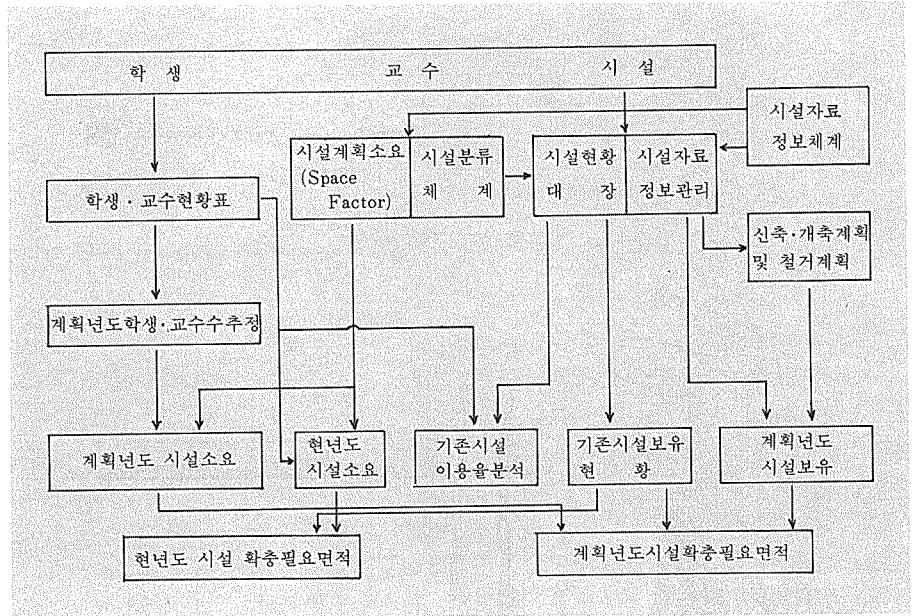 학 생 교 수 시 설
시설자료
정보체계
시설계획소요
(Space
Factor)
시설분류
체 계
시설현황
대 장
시설자료
정보관리
학생·교수현황표
신축·개축계획
및 철거계획
계획년도학생·교수수추정
계획년도 시설소요
현년도
시설소요
기존시설
이용율분석
기존시설보유
현 황
계획년도
시설보유
현년도 시설 확충필요면적
계획년도시설확충필요면적